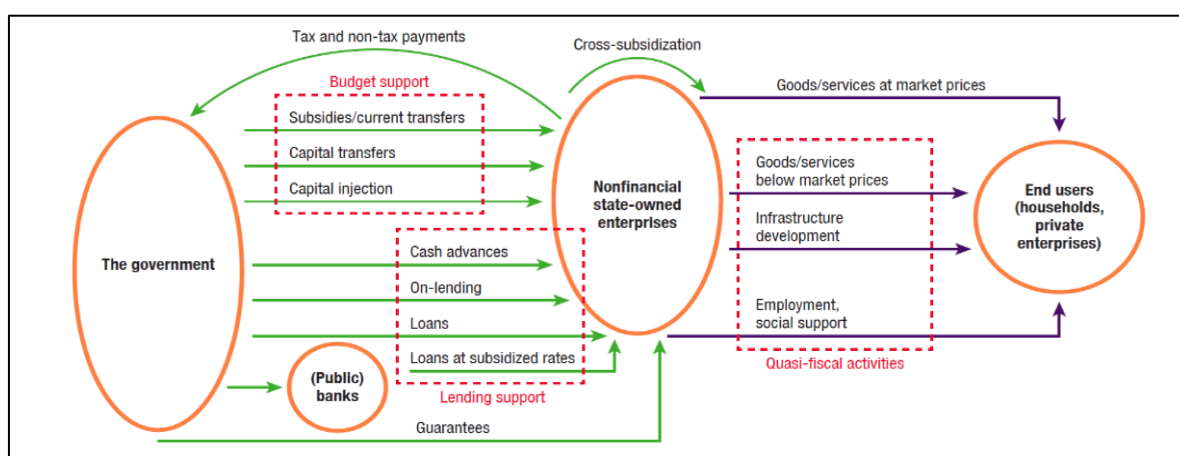 Tax and non-tax payments
Cross-subsidization
Budget support
Goods/services at market prices
Subsidies/current transfers
Capital transfers
Capital injection
Goods/services
below market prices
Nonfinancial
state-owned
enterprises
End users
(households,
private
enterprises)
Infrastructure
development
The government
Cash advances
On-lending
Loans
Loans at subsidized rates
Employment,
social support
Quasi-fiscal activities
(Public)
banks
Lending support
Guarantees